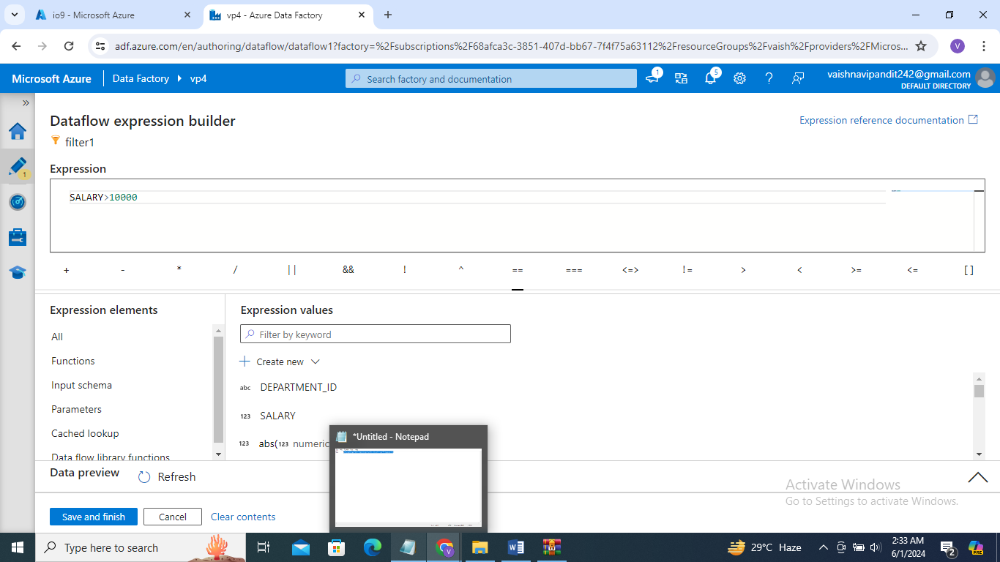 io9 - Microsoft Azure
vp4 - Azure Data Factory
adf.azure.com/en/authoring/dataflow/dataflow1?factory=%2Fsubscriptions%2F68afca3c-3851-407d-bb67-7f4f75a63112%2FresourceGroups%2Fvaish%2Fproviders%2FMicros...
V
Microsoft Azure
Data Factory
vp4
Search factory and documentation
1
5
vaishnavipandit242@gmail.com
DEFAULT DIRECTORY
Dataflow expression builder
Expression reference documentation
filter1
1
Expression
SALARY>10000
+ - * / || && ! ^ == === <=> != > < >= <= []
Expression elements
Expression values
All
Filter by keyword
Functions
Create new
Input schema
abc DEPARTMENT_ID
Parameters
123 SALARY
Cached lookup
123 abs(123 numeric
Data flow library functions
*Untitled - Notepad
Data preview
Refresh
Activate Windows
Go to Settings to activate Windows.
Save and finish
Cancel
Clear contents
Type here to search
29°C Haze
2:33 AM
6/1/2024
2
PRE